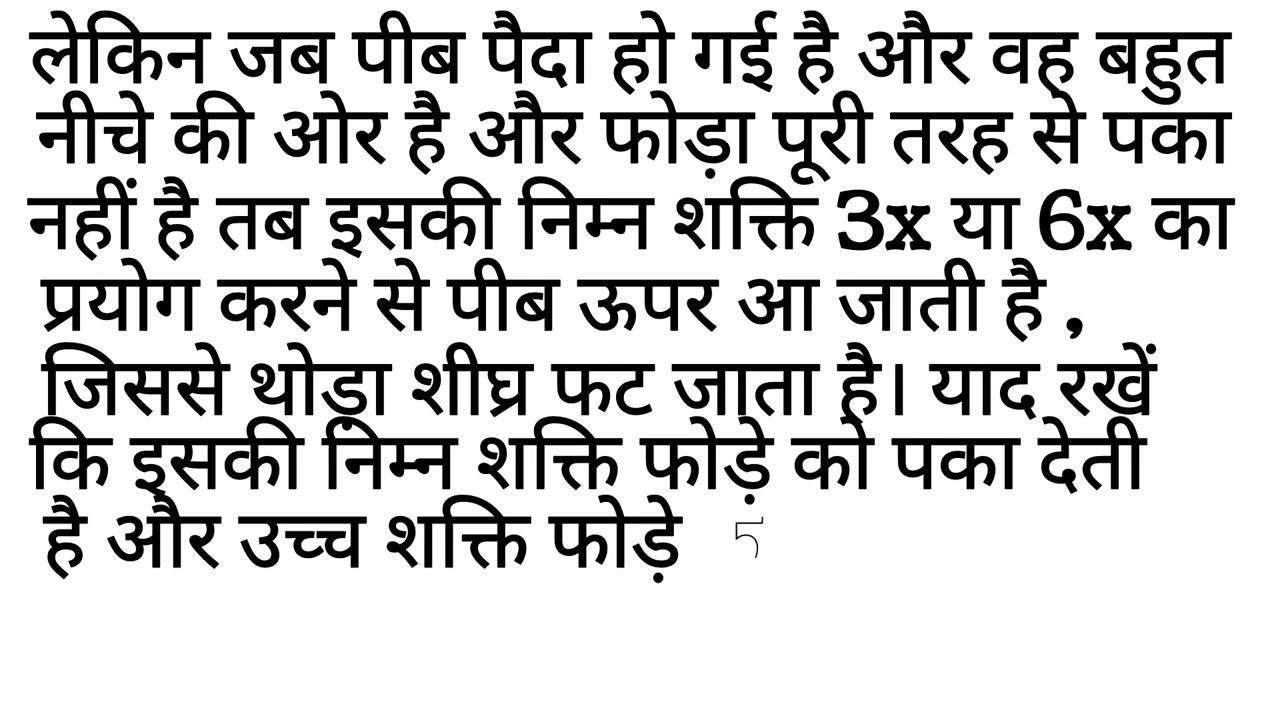 लेकिन जब पीब पैदा हो गई है और वह बहुत
नीचे की ओर है और फोड़ा पूरी तरह से पका
नहीं है तब इसकी निम्न शक्ति 3x या 6x का
प्रयोग करने से पीब ऊपर आ जाती है ,
जिससे थोड़ा शीघ्र फट जाता है। याद रखें
कि इसकी निम्न शक्ति फोड़े को पका देती
है और उच्च शक्ति फोड़े